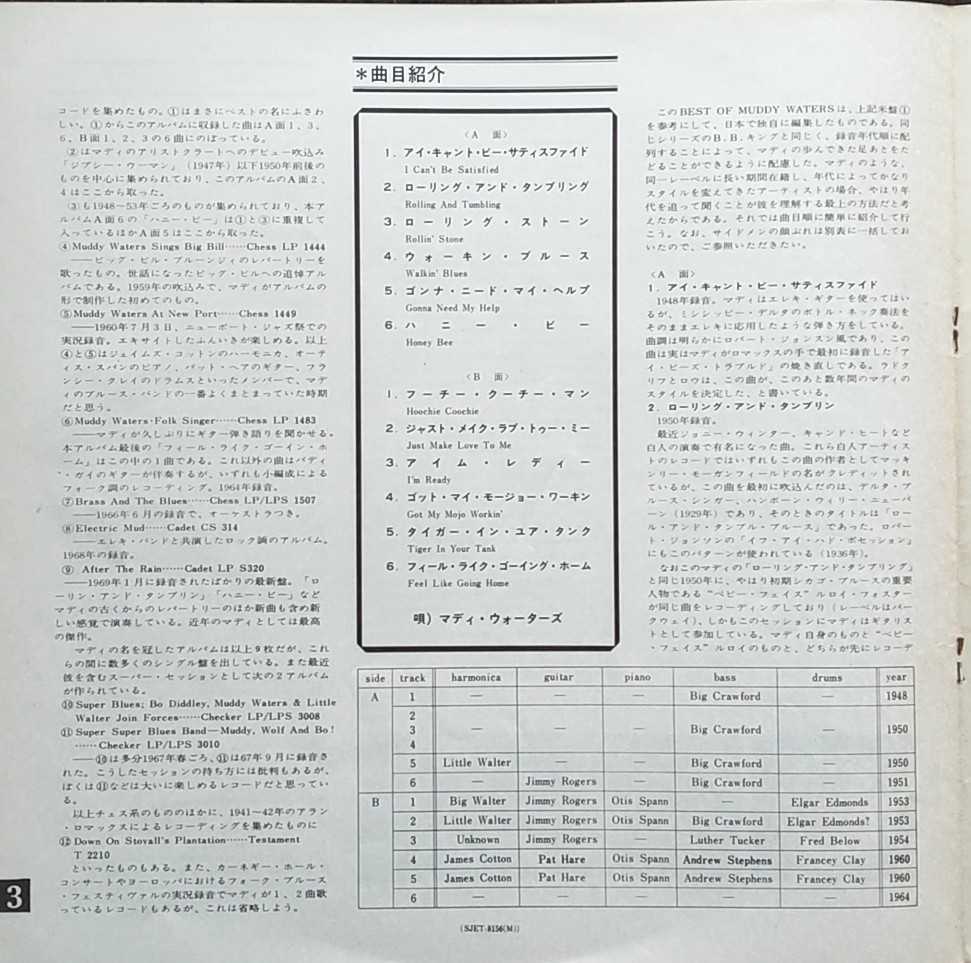 コードを集めたもの。①はまさにベストの名にふさわ
しい。①からこのアルバムに収録した曲はA面1、3、
6、B面1、2、3の6曲にのぼっている。
②はマディのアリストクラートへのデビュー吹込み
「ジプシー・ウーマン」（1947年）以下1950年前後の
ものを中心に集められており、このアルバムのA面2、
4はここから取った。
③も1948〜53年ごろのものが集められており、本ア
ルバムA面6の「ハニー・ビー」は①と③に重複して
入っているほかA面5はここから取った。
④Muddy Waters Sings Big Bill……Chess LP 1444
——ビッグ・ビル・ブルーンジィのレパートリーを
歌ったもの。世話になったビッグ・ビルへの追悼アル
バムである。1959年の吹込みで、マディがアルバムの
形で制作した初めてのもの。
⑤Muddy Waters At New Port……Chess 1449
——1960年7月3日、ニューポート・ジャズ祭での
実況録音。エキサイトしたふんいきが楽しめる。以上
④と⑤はジェイムズ・コットンのハーモニカ、オーテ
ィス・スパンのピアノ、パット・ヘアのギター、フラ
ンシー・クレイのドラムスといったメンバーで、マデ
ィのブルース・バンドの一番よくまとまっていた時期
だと思う。
⑥Muddy Waters・Folk Singer……Chess LP 1483
——マディが久しぶりにギター弾き語りを聞かせる。
本アルバム最後の「フィール・ライク・ゴーイン・ホ
ーム」はこの中の1曲である。これ以外の曲はバディ
・ガイのギターが伴奏するが、いずれも小編成による
フォーク調のレコーディング。1964年録音。
⑦Brass And The Blues……Chess LP/LPS 1507
——1966年6月の録音で、オーケストラつき。
⑧Electric Mud……Cadet CS 314
——エレキ・バンドと共演したロック調のアルバム。
1968年の録音。
⑨ After The Rain……Cadet LP S320
——1969年1月に録音されたばかりの最新盤。「ロ
ーリン・アンド・タンブリン」「ハニー・ビー」など
マディの古くからのレパートリーのほか新曲も含め新
しい感覚で演奏している。近年のマディとしては最高
の傑作。
マディの名を冠したアルバムは以上9枚だが、これ
らの間に数多くのシングル盤を出している。また最近
彼を含むスーパー・セッションとして次の2アルバム
が作られている。
⑩Super Blues; Bo Diddley, Muddy Waters & Little
Walter Join Forces……Checker LP/LPS 3008
⑪Super Super Blues Band—Muddy, Wolf And Bo!
……Checker LP/LPS 3010
——⑩は多分1967年春ごろ、⑪は67年9月に録音さ
れた。こうしたセッションの持ち方には批判もあるが、
ぼくは⑪などは大いに楽しめるレコードだと思ってい
る。
以上チェス系のもののほかに、1941〜42年のアラン
・ロマックスによるレコーディングを集めたものに
⑫Down On Stovall's Plantation……Testament
T 2210
といったものもある。また、カーネギー・ホール・
コンサートやヨーロッパにおけるフォーク・ブルース
・フェスティヴァルの実況録音でマディが1、2曲歌
っているレコードもあるが、これは省略しよう。
3
＊曲目紹介
〈A 面〉
1．アイ・キャント・ビー・サティスファイド
I Can't Be Satisfied
2．ローリング・アンド・タンブリング
Rolling And Tumbling
3．ローリング・ストーン
Rollin' Stone
4．ウォーキン・ブルース
Walkin' Blues
5．ゴンナ・ニード・マイ・ヘルプ
Gonna Need My Help
6．ハニー・ビー
Honey Bee
〈B 面〉
1．フーチー・クーチー・マン
Hoochie Coochie
2．ジャスト・メイク・ラブ・トゥー・ミー
Just Make Love To Me
3．アイム・レディー
I'm Ready
4．ゴット・マイ・モージョー・ワーキン
Got My Mojo Workin'
5．タイガー・イン・ユア・タンク
Tiger In Your Tank
6．フィール・ライク・ゴーイング・ホーム
Feel Like Going Home
唄）マディ・ウォーターズ
このBEST OF MUDDY WATERSは、上記米盤①
を参考にして、日本で独自に編集したものである。同
じシリーズのB.B.キングと同じく、録音年代順に配
列することによって、マディの歩んできた足あとをた
どることができるように配慮した。マディのような、
同一レーベルに長い期間在籍し、年代によってかなり
スタイルを変えてきたアーティストの場合、やはり年
代を追って聞くことが彼を理解する最上の方法だと考
えたからである。それでは曲目順に簡単に紹介して行
こう。なお、サイドメンの顔ぶれは別表に一括してお
いたので、ご参照いただきたい。
〈A 面〉
1．アイ・キャント・ビー・サティスファイド
1948年録音。マディはエレキ・ギターを使ってはい
るが、ミシシッピー・デルタのボトル・ネック奏法を
そのままエレキに応用したような弾き方をしている。
曲調は明らかにロバート・ジョンスン風であり、この
曲は実はマディがロマックスの手で最初に録音した「ア
イ・ビーズ・トラブルド」の焼き直しである。ラドク
リフとロウは、この曲が、このあと数年間のマディの
スタイルを決定した、と書いている。
2．ローリング・アンド・タンブリン
1950年録音。
最近ジョニー・ウィンター、キャンド・ヒートなど
白人の演奏で有名になった曲。これら白人アーティス
トのレコードではいずれもこの曲の作者としてマッキ
ンリー・モーガンフィールドの名がクレディットされ
ているが、この曲を最初に吹込んだのは、デルタ・ブ
ルース・シンガー、ハンボーン・ウィリー・ニューバ
ーン（1929年）であり、そのときのタイトルは「ロー
ル・アンド・タンブル・ブルース」であった。ロバー
ト・ジョンソンの「イフ・アイ・ハド・ポセッション」
にもこのパターンが使われている（1936年）。
なおこのマディの「ローリング・アンド・タンブリング」
と同じ1950年に、やはり初期シカゴ・ブルースの重要
人物である“ベビー・フェイス”ルロイ・フォスター
が同じ曲をレコーディングしており（レーベルはパー
クウェイ）、しかもこのセッションにマディはギタリス
トとして参加している。マディ自身のものと“ベビー
・フェイス”ルロイのものと、どちらが先にレコーデ
side track harmonica guitar piano bass drums year
A 1 — — — Big Crawford — 1948
2
3 — — — Big Crawford — 1950
4
5 Little Walter — — Big Crawford — 1950
6 — Jimmy Rogers — Big Crawford — 1951
B 1 Big Walter Jimmy Rogers Otis Spann — Elgar Edmonds 1953
2 Little Walter Jimmy Rogers Otis Spann Big Crawford Elgar Edmonds? 1953
3 Unknown Jimmy Rogers — Luther Tucker Fred Below 1954
4 James Cotton Pat Hare Otis Spann Andrew Stephens Francey Clay 1960
5 James Cotton Pat Hare Otis Spann Andrew Stephens Francey Clay 1960
6 — — — — — 1964
(SJET-8156(M))